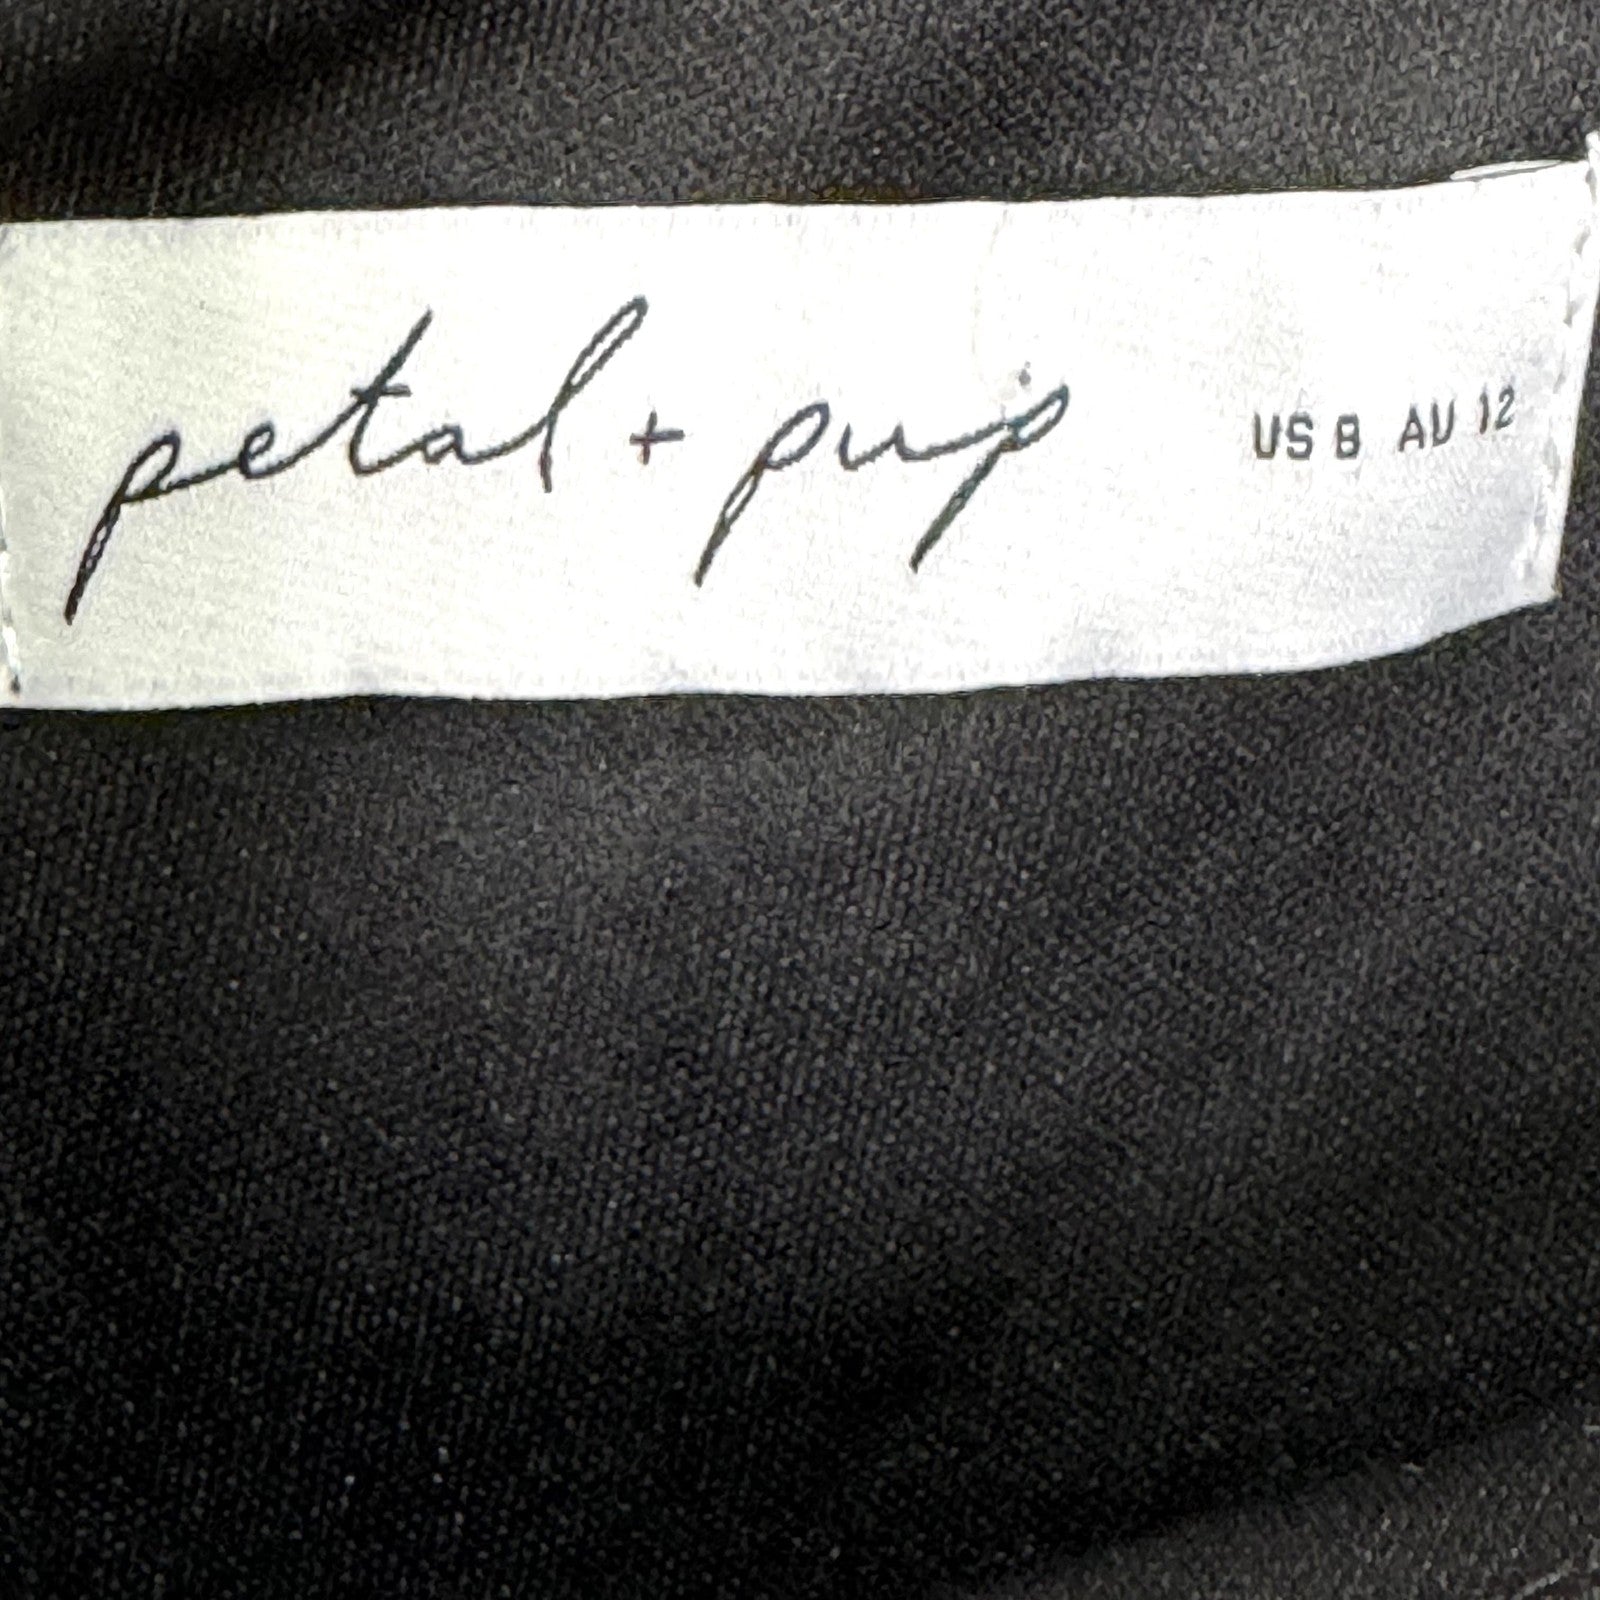 petal + pup US 8 AU 12